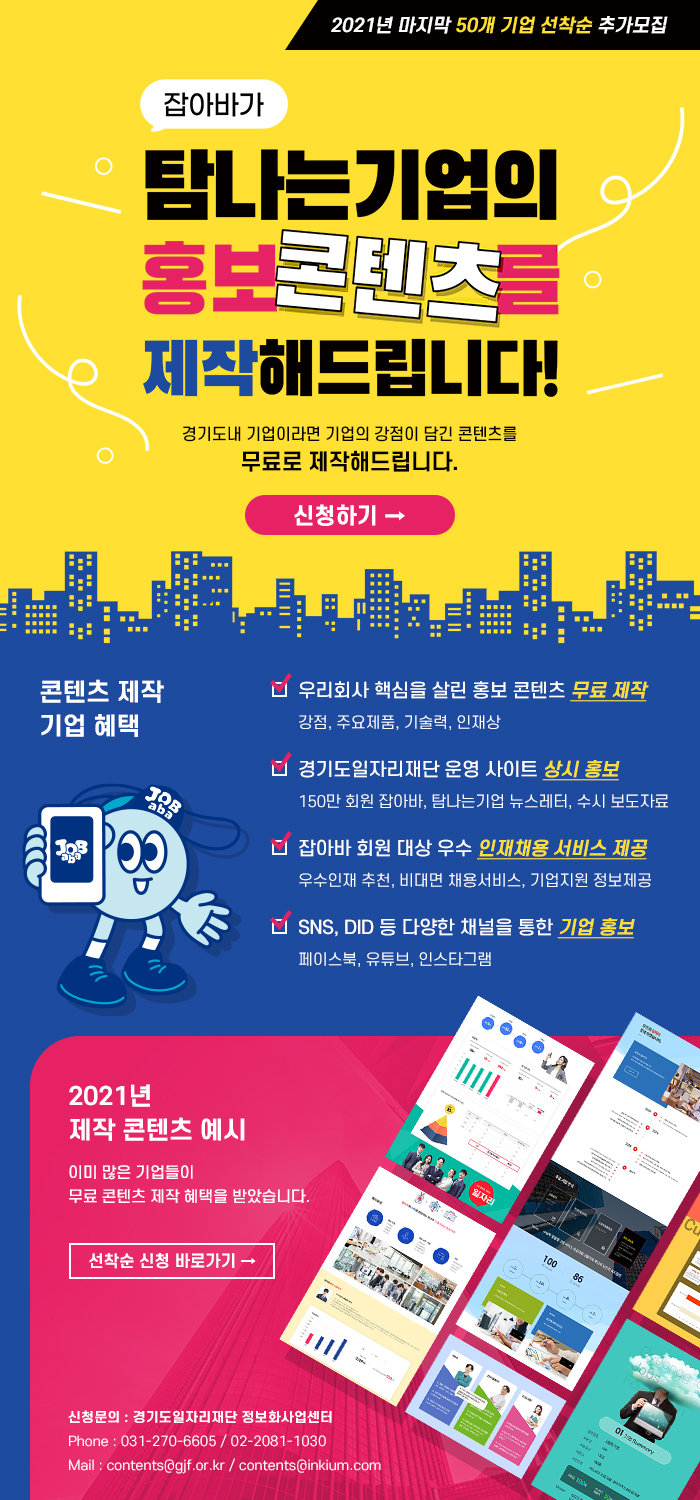 2021년 마지막 50개 기업 선착순 추가모집
잡아바가
탐나는기업의
홍보콘텐츠를
제작해드립니다!
경기도내 기업이라면 기업의 강점이 담긴 콘텐츠를
무료로 제작해드립니다.
신청하기 →
콘텐츠 제작
기업 혜택
우리회사 핵심을 살린 홍보 콘텐츠 무료 제작
강점, 주요제품, 기술력, 인재상
경기도일자리재단 운영 사이트 상시 홍보
150만 회원 잡아바, 탐나는기업 뉴스레터, 수시 보도자료
잡아바 회원 대상 우수 인재채용 서비스 제공
우수인재 추천, 비대면 채용서비스, 기업지원 정보제공
SNS, DID 등 다양한 채널을 통한 기업 홍보
페이스북, 유튜브, 인스타그램
JOB
aba
JOB
aba
2021년
제작 콘텐츠 예시
이미 많은 기업들이
무료 콘텐츠 제작 혜택을 받았습니다.
선착순 신청 바로가기 →
일자리
100
86
01 기업 Summary
신청문의 : 경기도일자리재단 정보화사업센터
Phone : 031-270-6605 / 02-2081-1030
Mail : contents@gjf.or.kr / contents@inkium.com